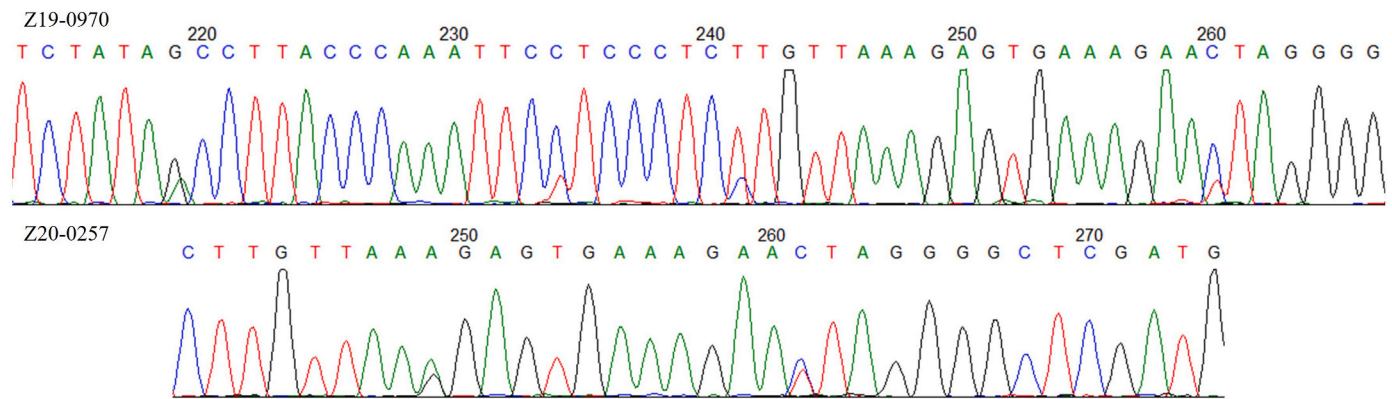 Z19-0970
220 230 240 250 260
T C T A T A G C C T T A C C C A A A T T C C T C C C T C T T G T T A A A G A G T G A A A G A A C T A G G G G
Z20-0257
250 260 270
C T T G T T A A A G A G T G A A A G A A C T A G G G G C T C G A T G